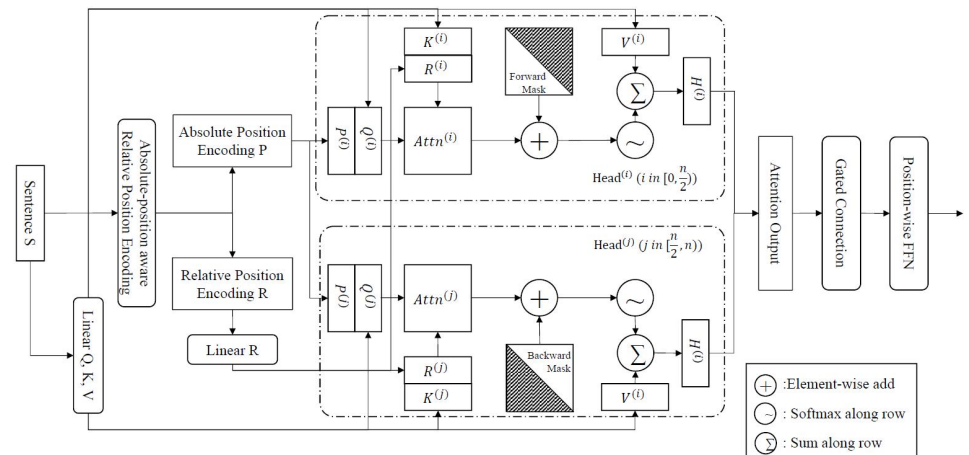 Sentence S
Linear Q, K, V
Absolute-position aware
Relative Position Encoding
Absolute Position
Encoding P
Relative Position
Encoding R
Linear R
P⁽ⁱ⁾
Q⁽ⁱ⁾
K⁽ⁱ⁾
R⁽ⁱ⁾
Attn⁽ⁱ⁾
Forward
Mask
+
~
V⁽ⁱ⁾
Σ
H⁽ⁱ⁾
Head⁽ⁱ⁾ (i in [0, n/2))
Head⁽ʲ⁾ (j in [n/2, n))
P⁽ʲ⁾
Q⁽ʲ⁾
Attn⁽ʲ⁾
R⁽ʲ⁾
K⁽ʲ⁾
+
~
Backward
Mask
Σ
V⁽ⁱ⁾
H⁽ⁱ⁾
Attention Output
Gated
Connection
Position-wise
FFN
+ :Element-wise add
~ : Softmax along row
Σ : Sum along row